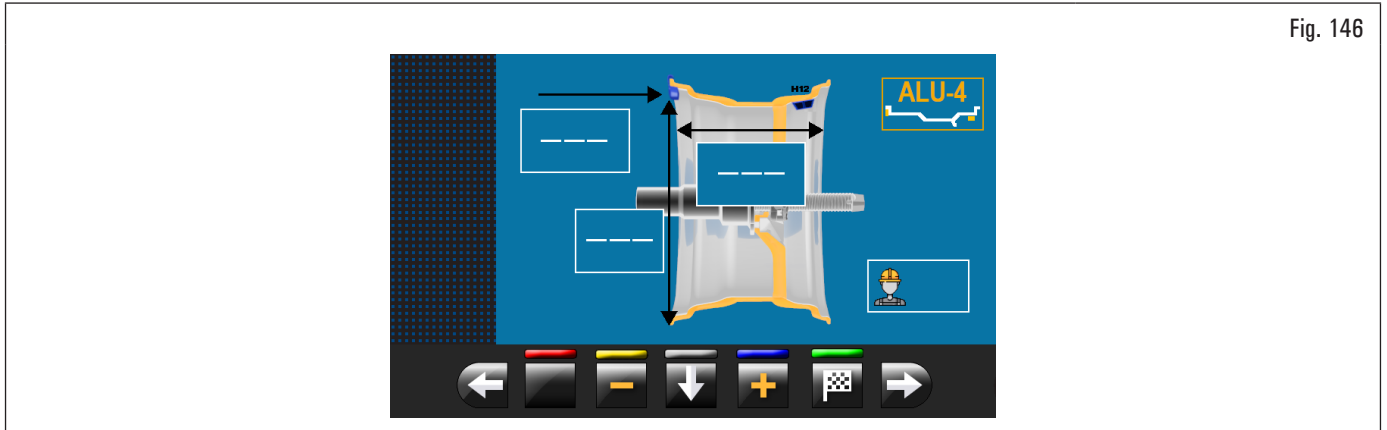 Fig. 146
H12
ALU-4
— — —
— — —
— — —